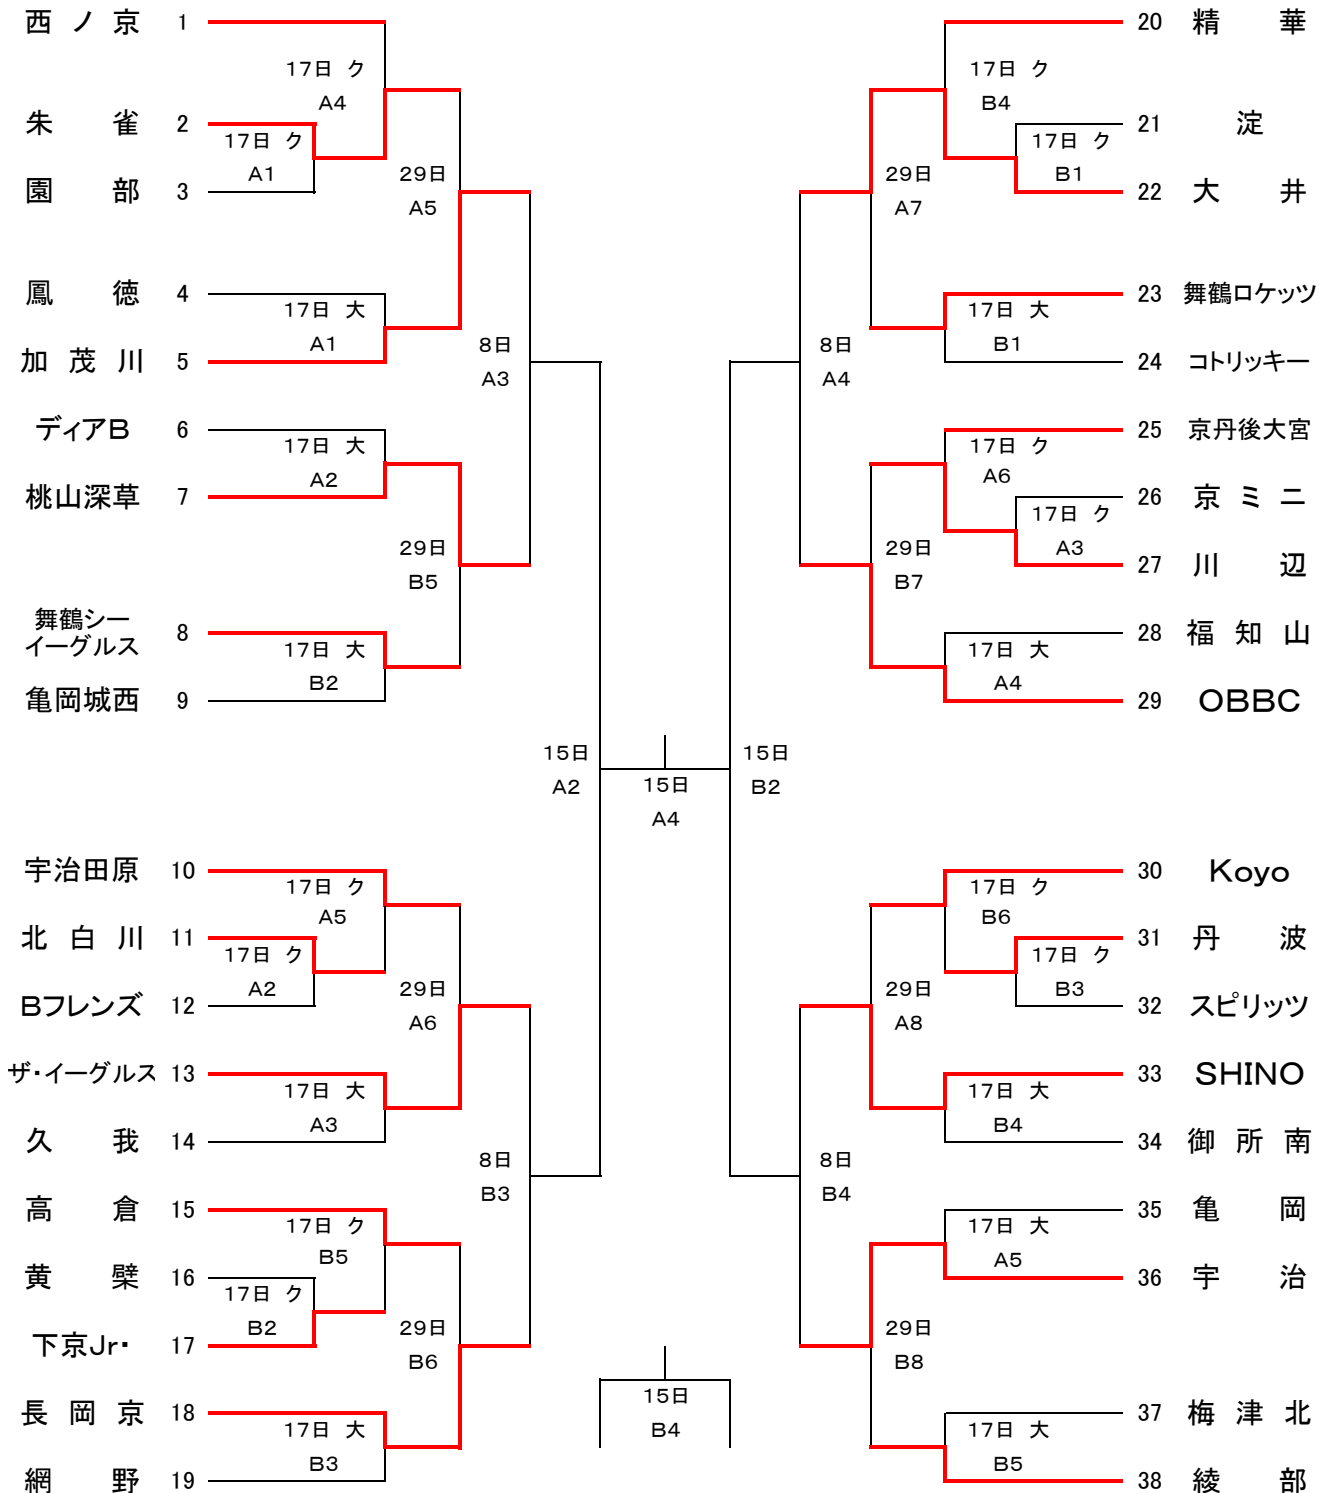 西ノ京 1
17日 ク
A4
朱雀 2
17日 ク
A1
園部 3
29日
A5
鳳徳 4
17日 大
A1
加茂川 5
8日
A3
ディアB 6
17日 大
A2
桃山深草 7
29日
B5
舞鶴シー
イーグルス 8
17日 大
B2
亀岡城西 9
15日
A2
宇治田原 10
17日 ク
A5
北白川 11
17日 ク
A2
Bフレンズ 12
29日
A6
ザ・イーグルス 13
17日 大
A3
久我 14
8日
B3
高倉 15
17日 ク
B5
黄檗 16
17日 ク
B2
下京Jr・ 17
29日
B6
長岡京 18
17日 大
B3
網野 19
15日
A4
15日
B4
20 精華
17日 ク
B4
21 淀
17日 ク
B1
22 大井
29日
A7
23 舞鶴ロケッツ
17日 大
B1
24 コトリッキー
8日
A4
25 京丹後大宮
17日 ク
A6
26 京ミニ
17日 ク
A3
27 川辺
29日
B7
28 福知山
17日 大
A4
29 OBBC
15日
B2
30 Koyo
17日 ク
B6
31 丹波
17日 ク
B3
32 スピリッツ
29日
A8
33 SHINO
17日 大
B4
34 御所南
8日
B4
35 亀岡
17日 大
A5
36 宇治
29日
B8
37 梅津北
17日 大
B5
38 綾部